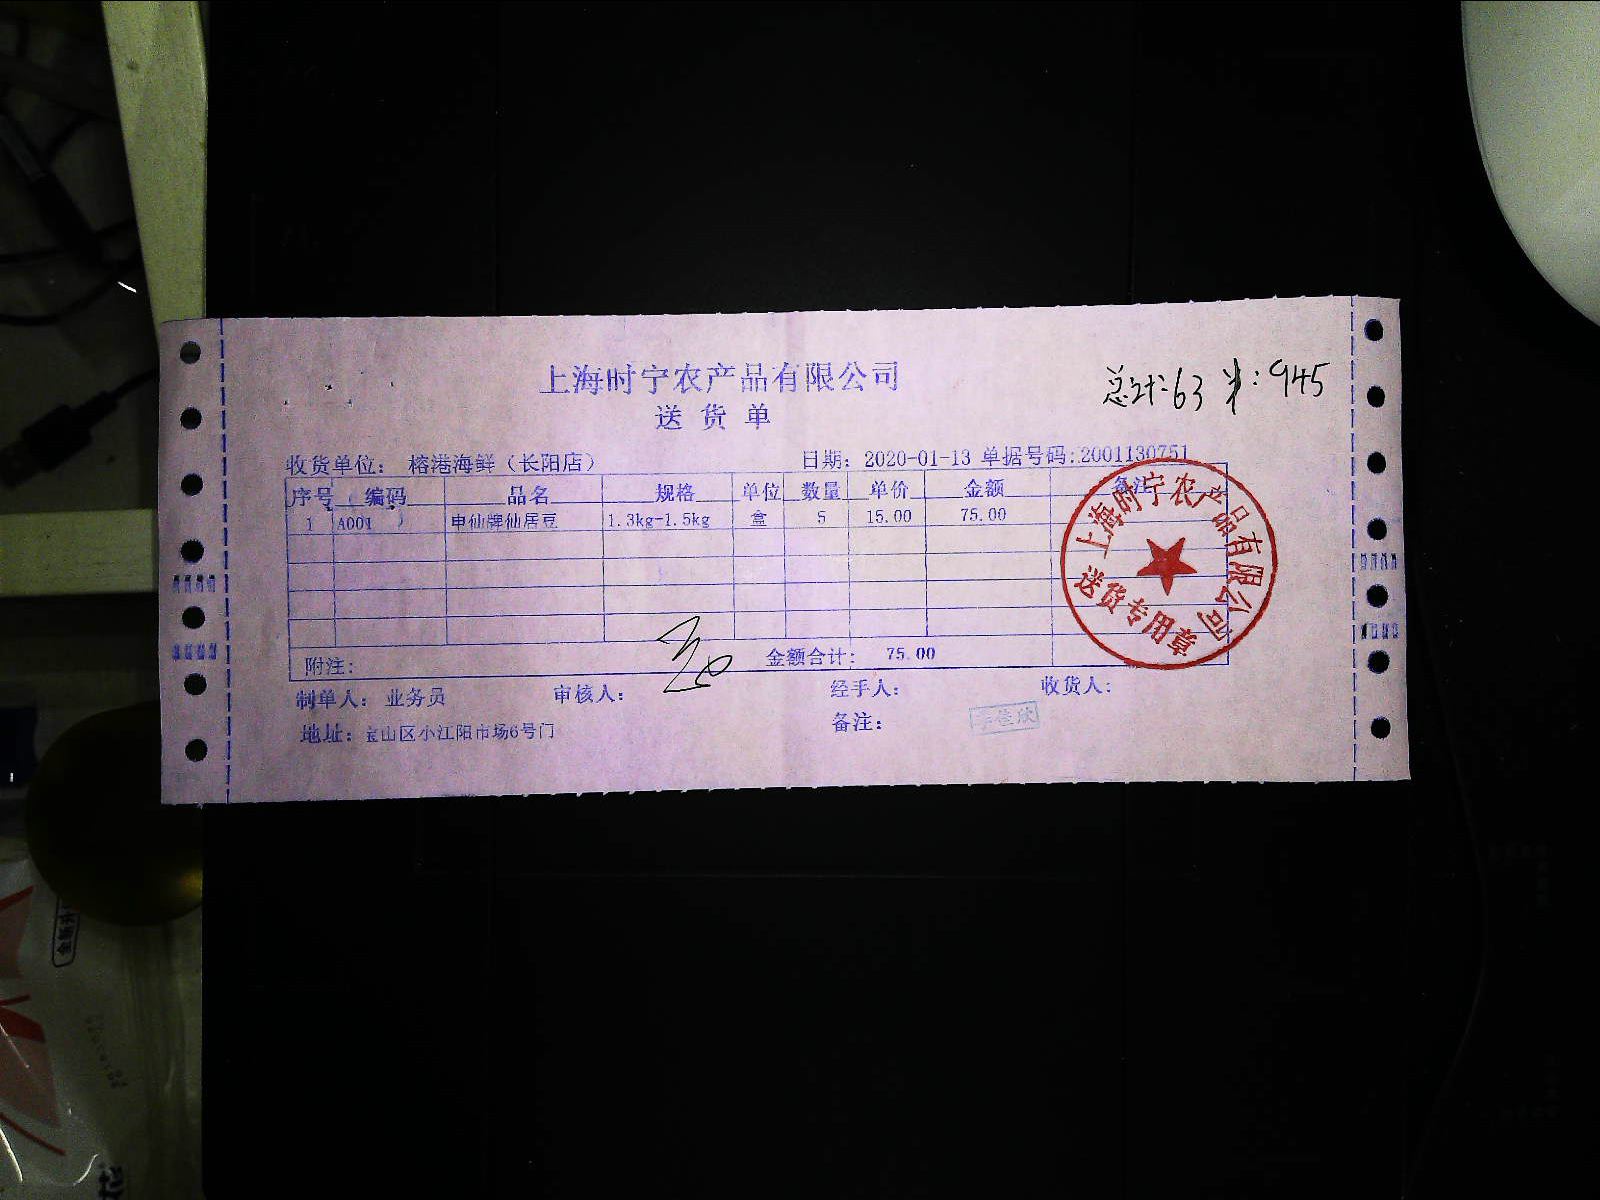 上海时宁农产品有限公司
总计:63 半:945
送货单
收货单位: 榕港海鲜（长阳店） 日期: 2020-01-13 单据号码:2001130751
序号 编码 品名 规格 单位 数量 单价 金额 备注
1 A001 申仙牌仙居豆 1.3kg-1.5kg 盒 5 15.00 75.00
上海时宁农产品有限公司
送货专用章
附注: 金额合计: 75.00
制单人: 业务员 审核人: 经手人: 收货人:
地址: 宝山区小江阳市场6号门 备注: